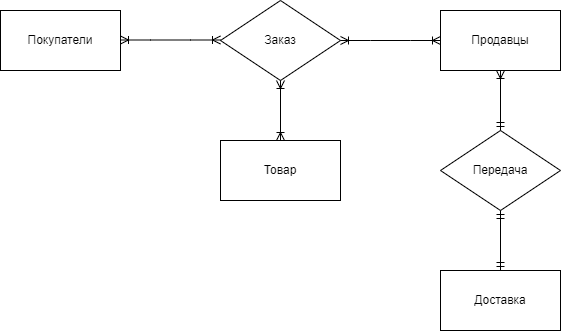 Покупатели
Заказ
Продавцы
Товар
Передача
Доставка